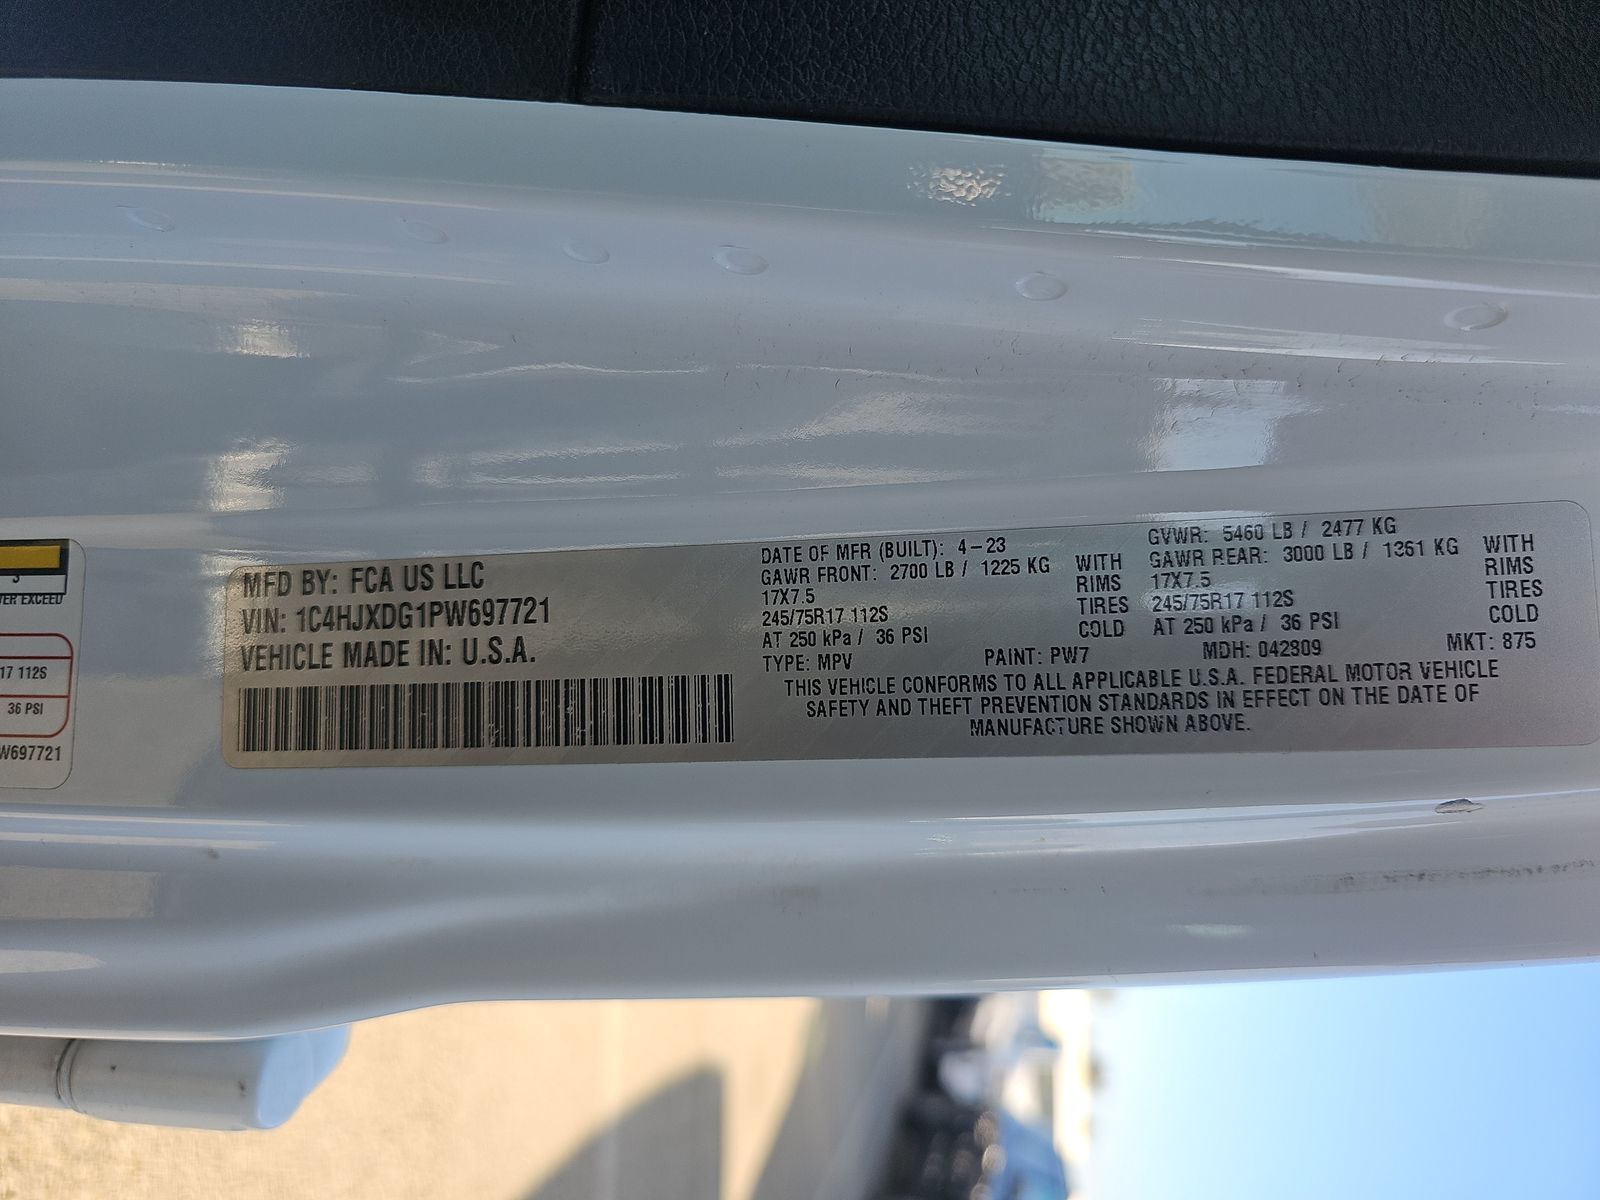 TER EXCEED
17 112S
36 PSI
W697721
MFD BY: FCA US LLC
VIN: 1C4HJXDG1PW697721
VEHICLE MADE IN: U.S.A.
DATE OF MFR (BUILT): 4-23
GAWR FRONT: 2700 LB / 1225 KG WITH
17X7.5 RIMS
245/75R17 112S TIRES
AT 250 kPa / 36 PSI COLD
GVWR: 5460 LB / 2477 KG
GAWR REAR: 3000 LB / 1361 KG WITH
17X7.5 RIMS
245/75R17 112S TIRES
AT 250 kPa / 36 PSI COLD
TYPE: MPV PAINT: PW7 MDH: 042309 MKT: 875
THIS VEHICLE CONFORMS TO ALL APPLICABLE U.S.A. FEDERAL MOTOR VEHICLE
SAFETY AND THEFT PREVENTION STANDARDS IN EFFECT ON THE DATE OF
MANUFACTURE SHOWN ABOVE.